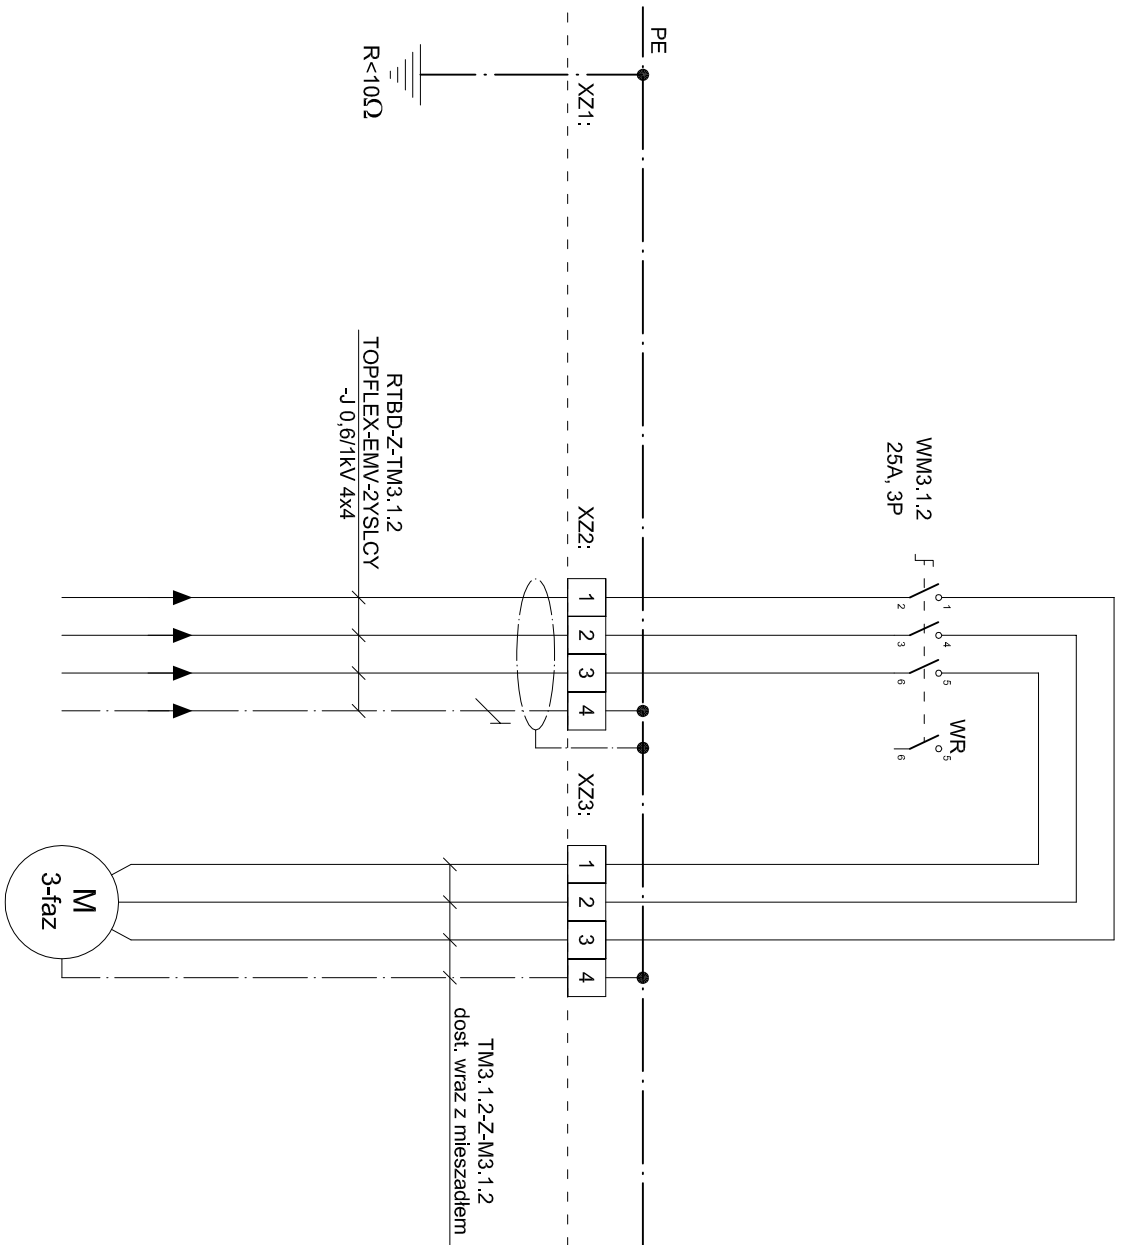 PE
XZ1:
R<10Ω
WM3.1.2
25A, 3P
1
2
4
3
5
6
WR
5
6
XZ2:
1
2
3
4
RTBD-Z-TM3.1.2
TOPFLEX-EMV-2YSLCY
-J 0,6/1kV 4x4
XZ3:
1
2
3
4
TM3.1.2-Z-M3.1.2
dost. wraz z mieszadłem
M
3-faz